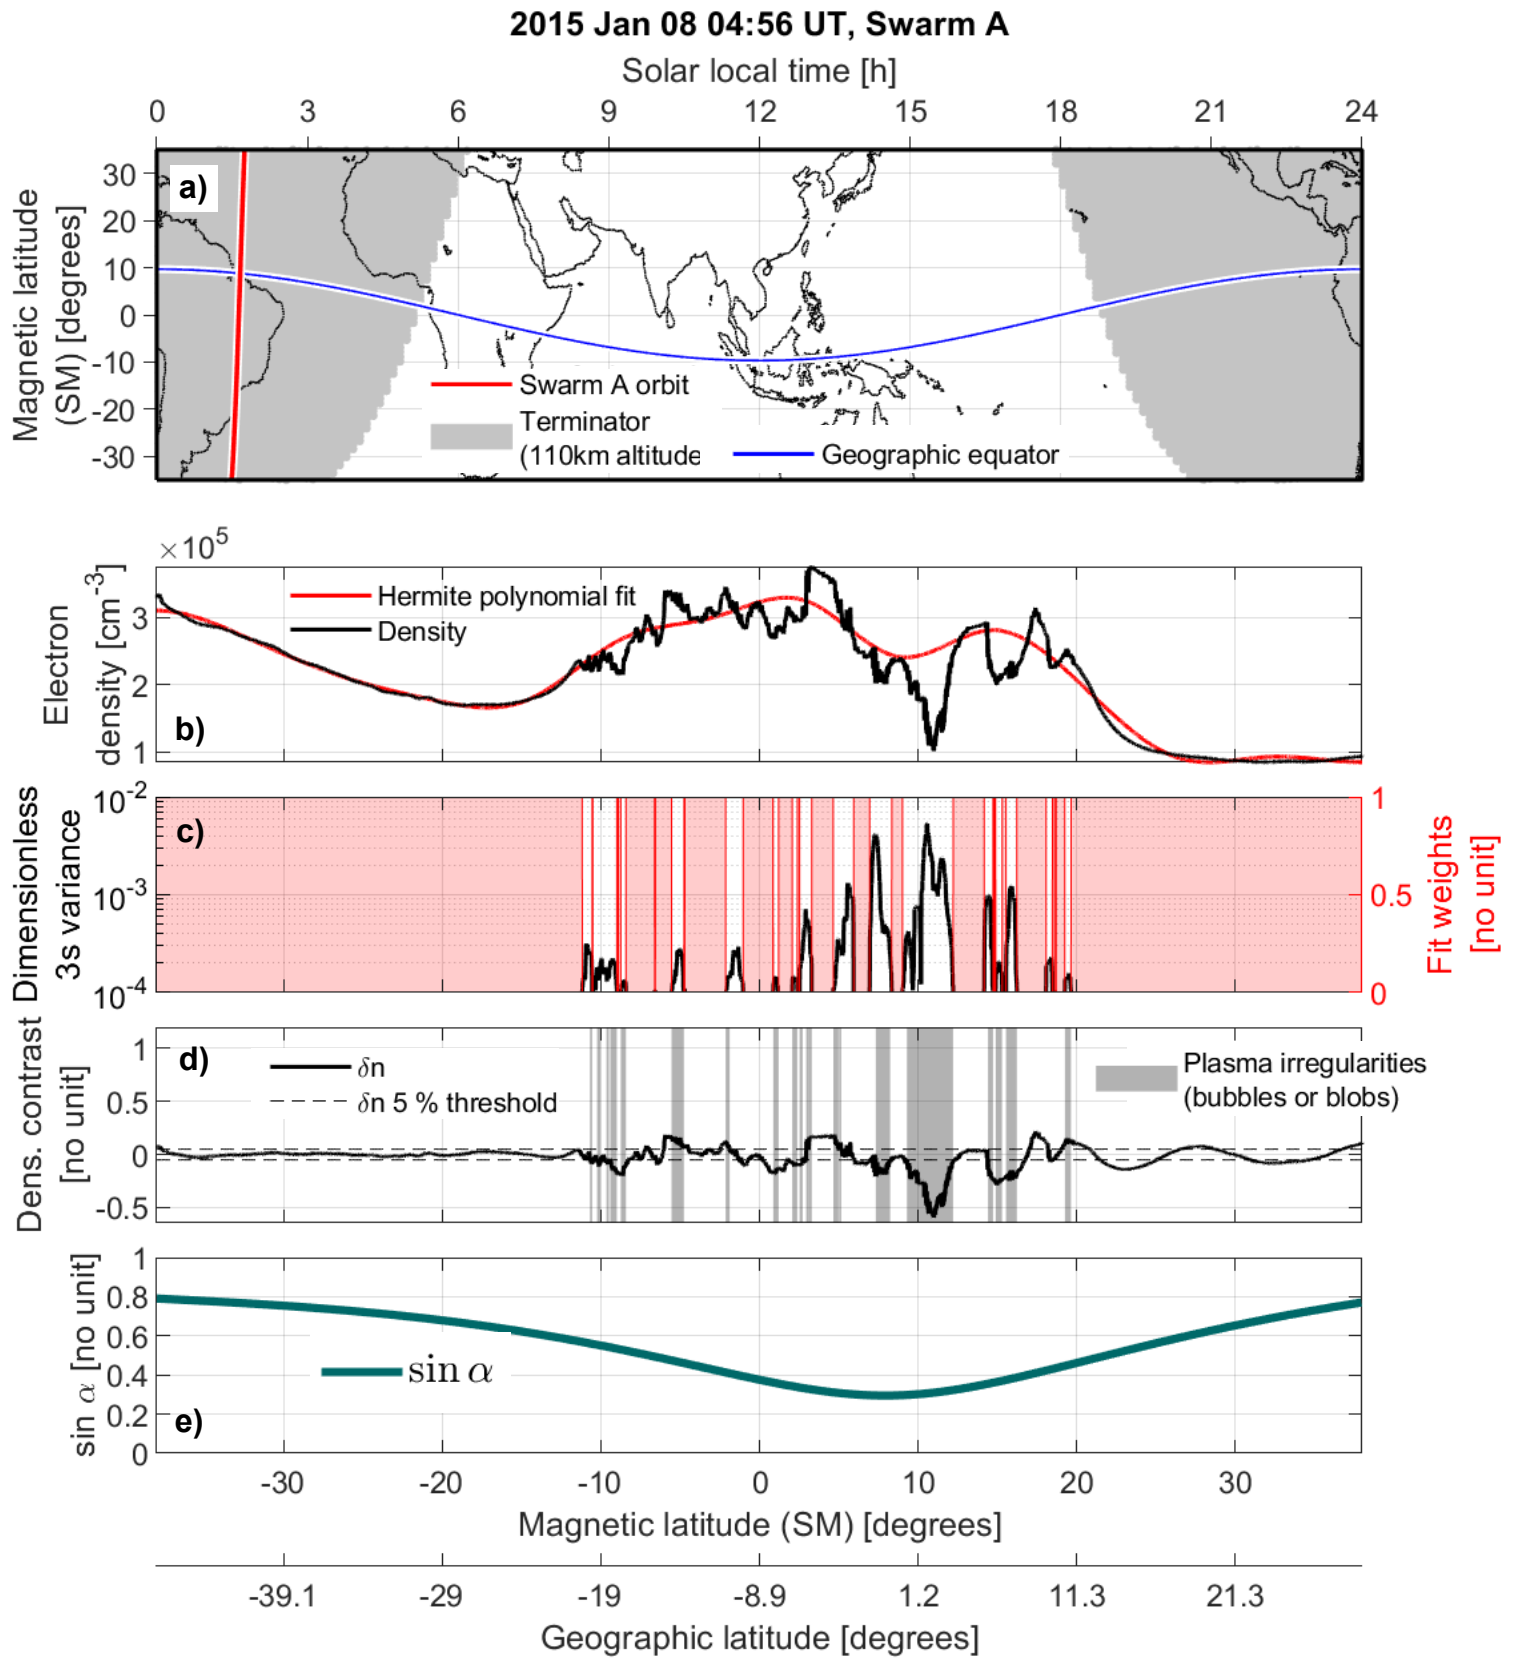 2015 Jan 08 04:56 UT, Swarm A
Solar local time [h]
0 3 6 9 12 15 18 21 24
a)
Magnetic latitude
(SM) [degrees]
30
20
10
0
-10
-20
-30
Swarm A orbit
Terminator
(110km altitude
Geographic equator
×10^5
Electron
density [cm^-3]
3
2
1
Hermite polynomial fit
Density
b)
Dimensionless
3s variance
10^-2
10^-3
10^-4
c)
1
0.5
0
Fit weights
[no unit]
Dens. contrast
[no unit]
1
0.5
0
-0.5
d)
δn
δn 5 % threshold
Plasma irregularities
(bubbles or blobs)
sin α [no unit]
1
0.8
0.6
0.4
0.2
0
sin α
e)
-30 -20 -10 0 10 20 30
Magnetic latitude (SM) [degrees]
-39.1 -29 -19 -8.9 1.2 11.3 21.3
Geographic latitude [degrees]